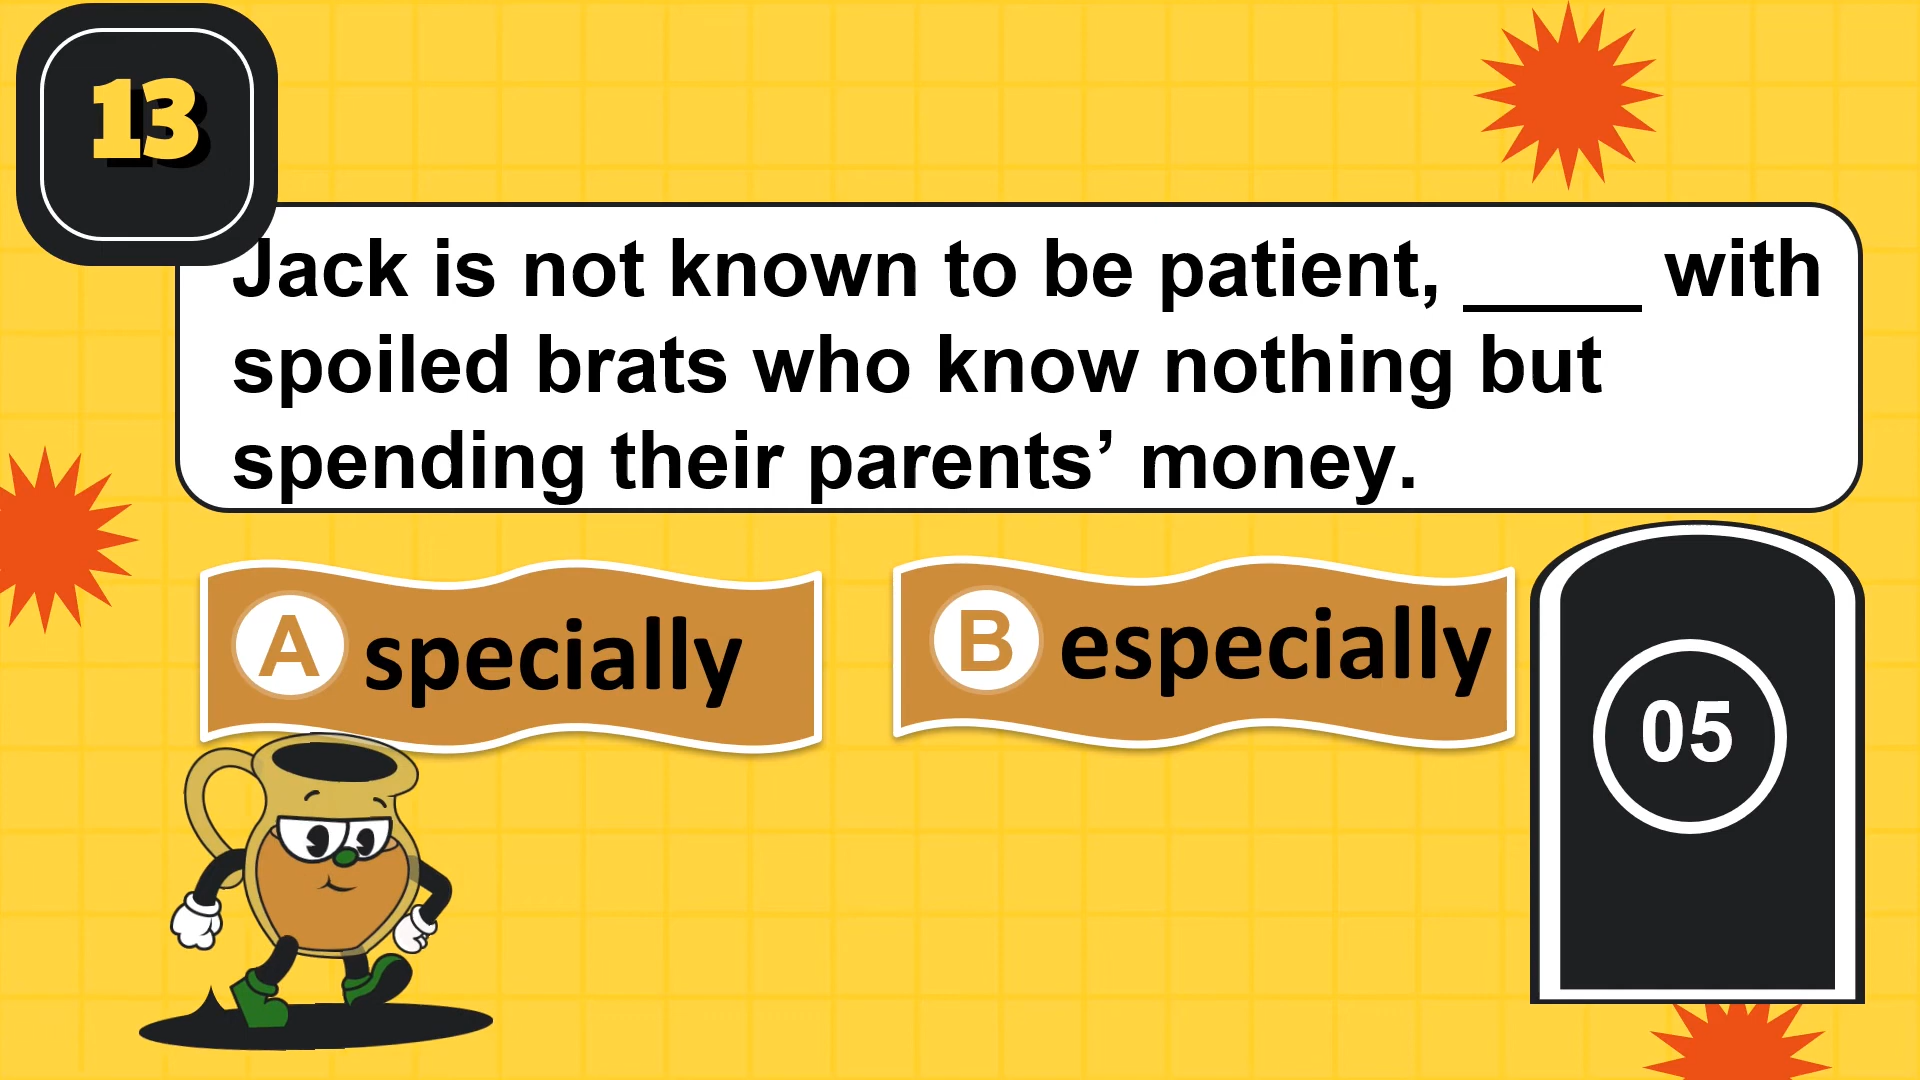 13
Jack is not known to be patient, ____ with
spoiled brats who know nothing but
spending their parents’ money.
A specially
B especially
05